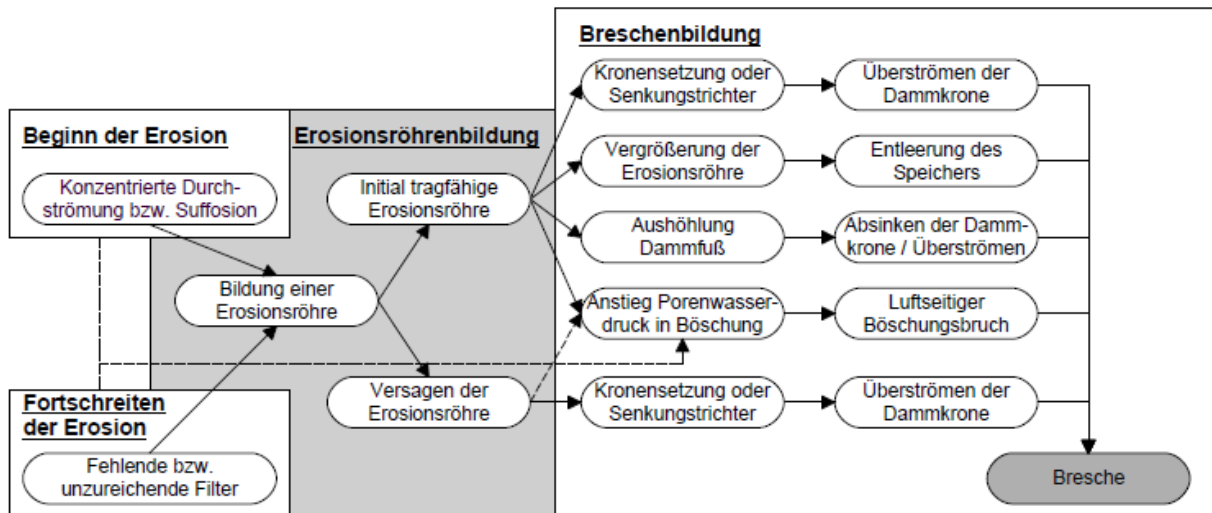 Breschenbildung
Kronensetzung oder
Senkungstrichter
Überströmen der
Dammkrone
Beginn der Erosion
Erosionsröhrenbildung
Konzentrierte Durch-
strömung bzw. Suffosion
Initial tragfähige
Erosionsröhre
Vergrößerung der
Erosionsröhre
Entleerung des
Speichers
Aushöhlung
Dammfuß
Absinken der Damm-
krone / Überströmen
Bildung einer
Erosionsröhre
Anstieg Porenwasser-
druck in Böschung
Luftseitiger
Böschungsbruch
Fortschreiten
der Erosion
Versagen der
Erosionsröhre
Kronensetzung oder
Senkungstrichter
Überströmen der
Dammkrone
Fehlende bzw.
unzureichende Filter
Bresche